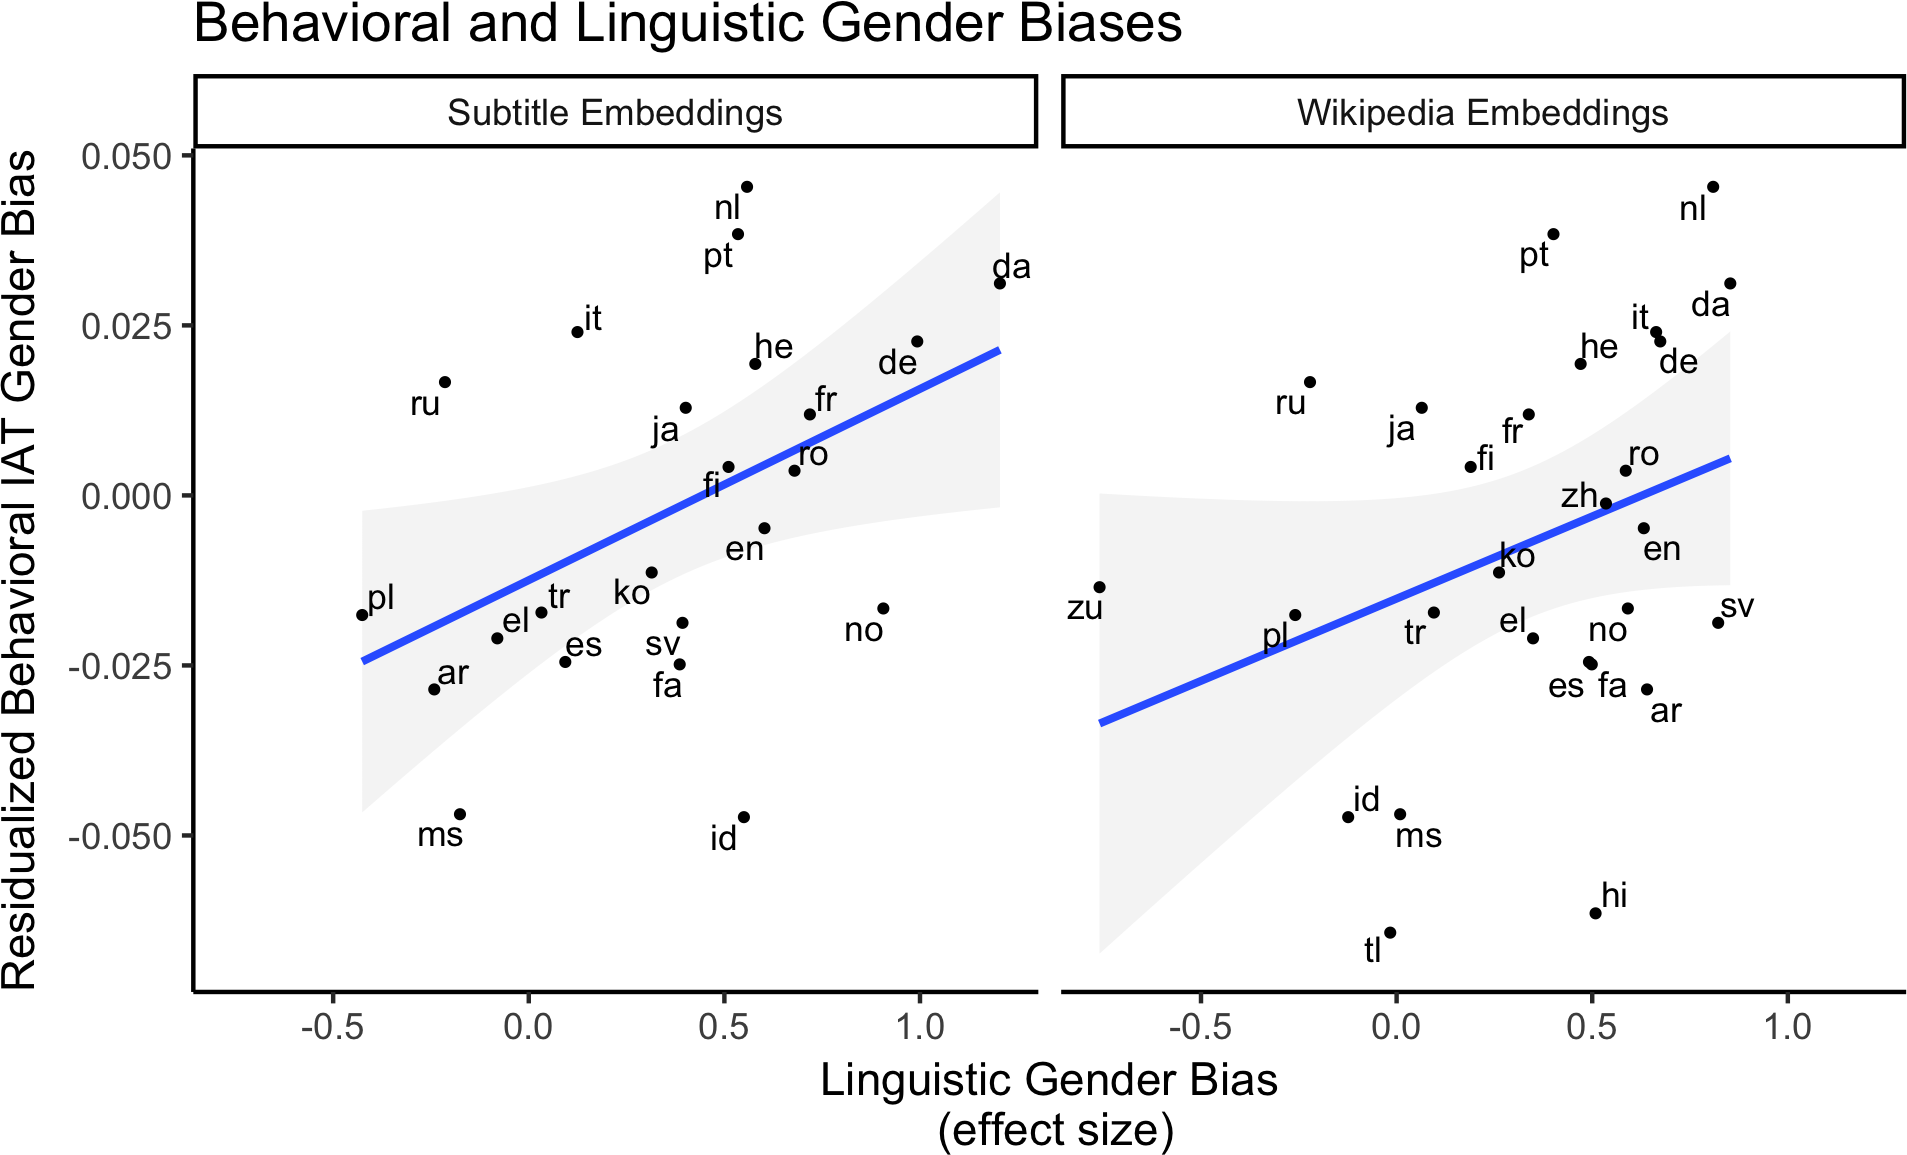 Behavioral and Linguistic Gender Biases
Subtitle Embeddings
Wikipedia Embeddings
Residualized Behavioral IAT Gender Bias
0.050
0.025
0.000
-0.025
-0.050
nl
pt
da
it
he
de
ru
fr
ja
ro
fi
en
pl
tr
ko
el
no
es
sv
ar
fa
ms
id
nl
pt
da
it
he
de
ru
ja
fr
fi
ro
zh
en
ko
zu
sv
pl
tr
el
no
es
fa
ar
id
ms
hi
tl
-0.5
0.0
0.5
1.0
-0.5
0.0
0.5
1.0
Linguistic Gender Bias
(effect size)